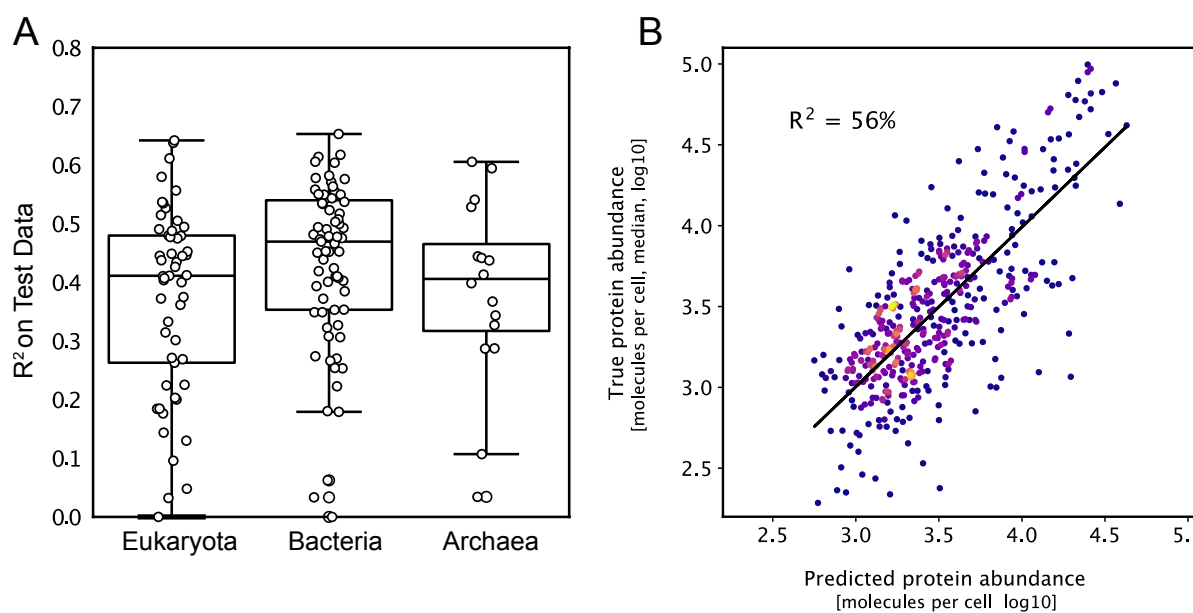 A
R² on Test Data
0.8
0.7
0.6
0.5
0.4
0.3
0.2
0.1
0.0
Eukaryota
Bacteria
Archaea
B
True protein abundance
[molecules per cell, median, log10]
5.0
4.5
4.0
3.5
3.0
2.5
R² = 56%
2.5
3.0
3.5
4.0
4.5
5.
Predicted protein abundance
[molecules per cell log10]